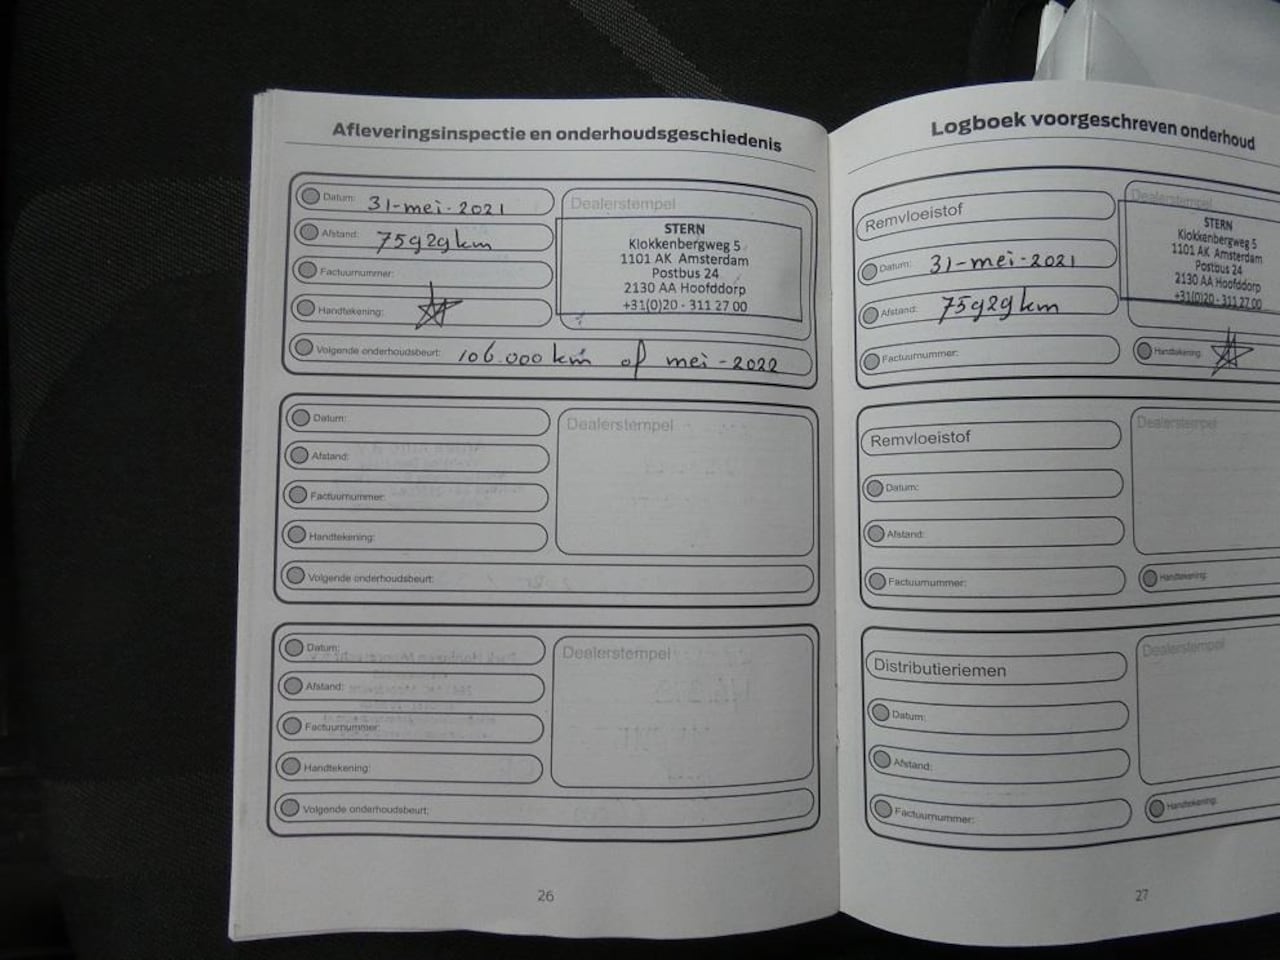 Afleveringsinspectie en onderhoudsgeschiedenis
Datum: 31-mei-2021
Afstand: 75929km
Factuurnummer:
Handtekening:
Dealerstempel
STERN
Klokkenbergweg 5
1101 AK Amsterdam
Postbus 24
2130 AA Hoofddorp
+31(0)20 - 311 27 00
Volgende onderhoudsbeurt: 106.000 km of mei-2022
Datum:
Afstand:
Factuurnummer:
Handtekening:
Dealerstempel
Volgende onderhoudsbeurt:
Datum:
Afstand:
Factuurnummer:
Handtekening:
Dealerstempel
Volgende onderhoudsbeurt:
26
Logboek voorgeschreven onderhoud
Remvloeistof
Datum: 31-mei-2021
Afstand: 75929km
Factuurnummer:
Dealerstempel
STERN
Klokkenbergweg 5
1101 AK Amsterdam
Postbus 24
2130 AA Hoofddorp
+31(0)20 - 311 27 00
Handtekening:
Remvloeistof
Datum:
Afstand:
Factuurnummer:
Dealerstempel
Handtekening:
Distributieriemen
Datum:
Afstand:
Factuurnummer:
Dealerstempel
Handtekening:
27